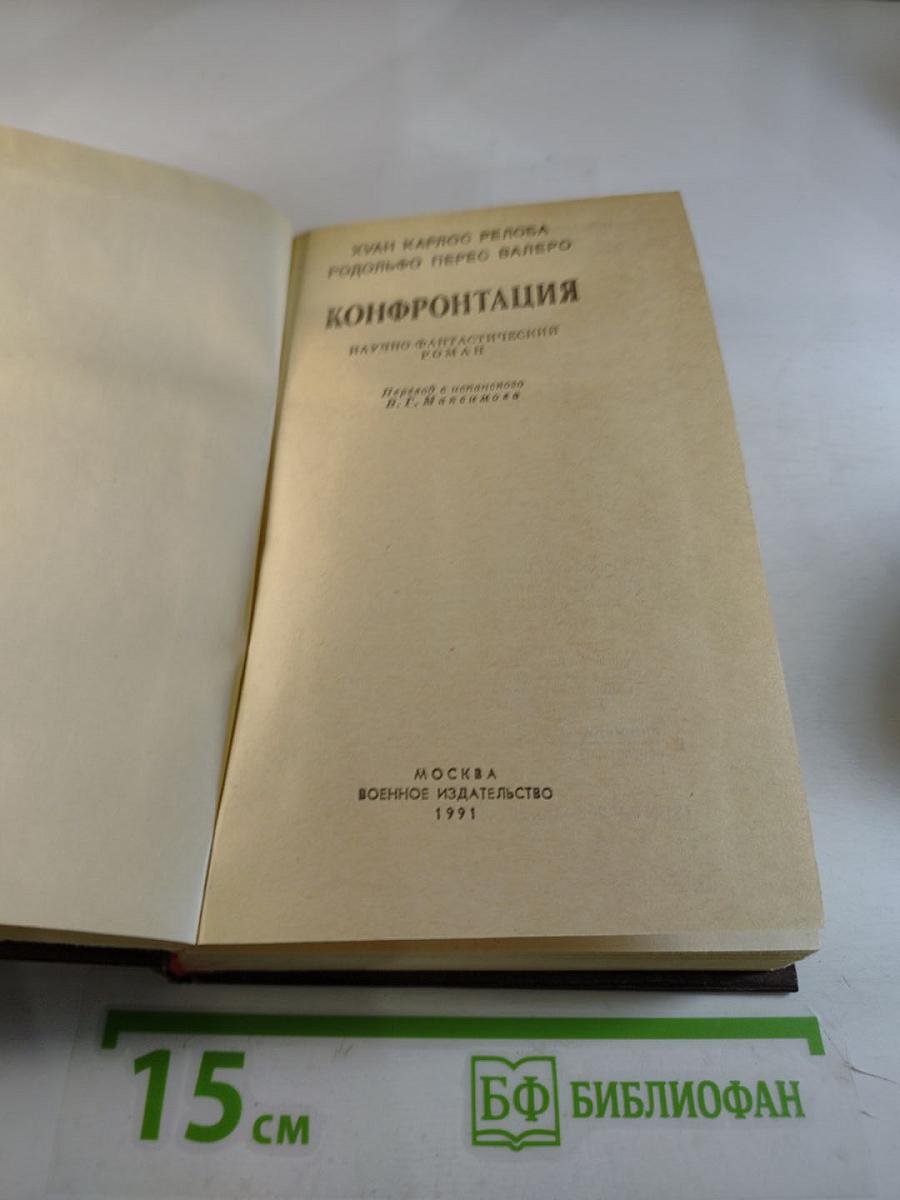 ХУАН КАРЛОС РЕЛОБА
РОДОЛЬФО ПЕРЕС ВАЛЕРО
КОНФРОНТАЦИЯ
НАУЧНО-ФАНТАСТИЧЕСКИЙ
РОМАН
Перевод с испанского
В. Г. Максимова
МОСКВА
ВОЕННОЕ ИЗДАТЕЛЬСТВО
1991
15 см
БФ БИБЛИОФАН